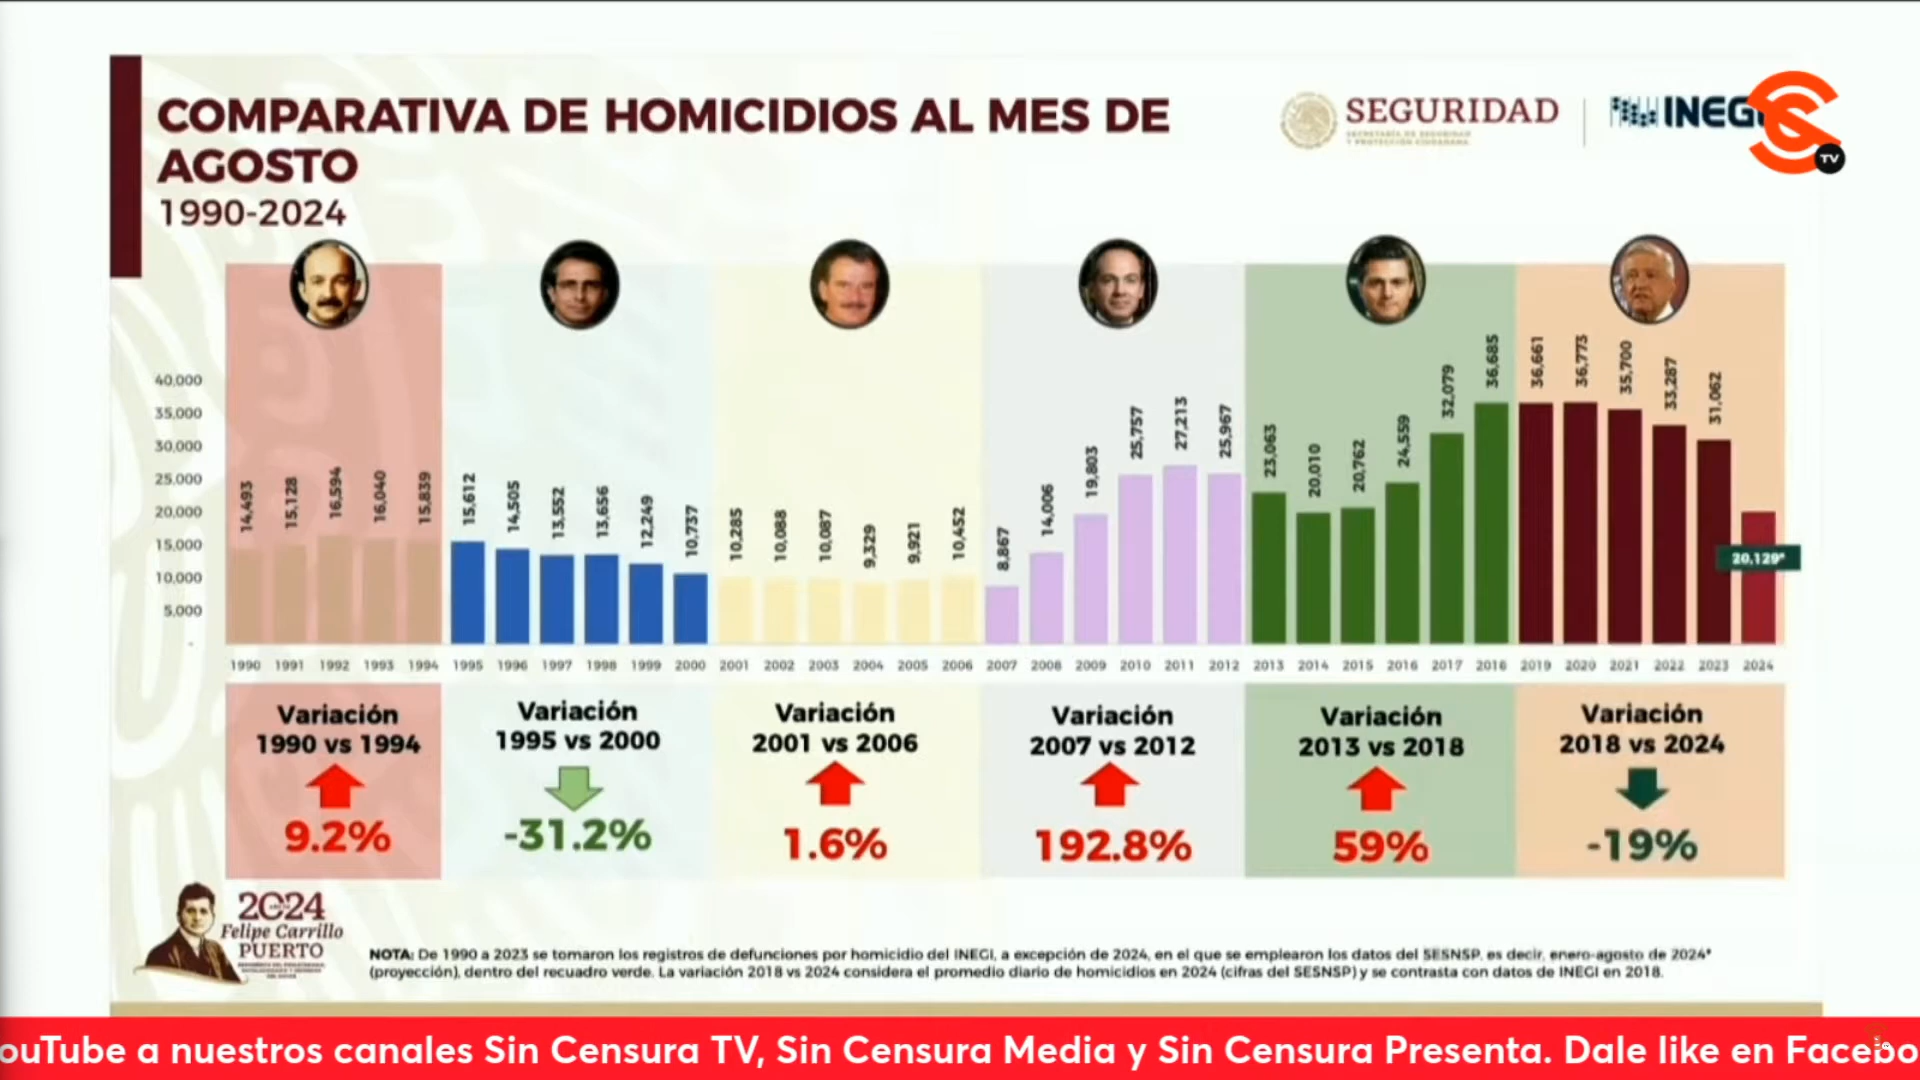 COMPARATIVA DE HOMICIDIOS AL MES DE
AGOSTO
1990-2024
SEGURIDAD
SECRETARÍA DE SEGURIDAD
Y PROTECCIÓN CIUDADANA
INEGI
TV
40,000
35,000
30,000
25,000
20,000
15,000
10,000
5,000
-
14,493
15,128
16,594
16,040
15,839
15,612
14,505
13,552
13,656
12,249
10,737
10,285
10,088
10,087
9,329
9,921
10,452
8,867
14,006
19,803
25,757
27,213
25,967
23,063
20,010
20,762
24,559
32,079
36,685
36,661
36,773
35,700
33,287
31,062
20,129*
1990 1991 1992 1993 1994 1995 1996 1997 1998 1999 2000 2001 2002 2003 2004 2005 2006 2007 2008 2009 2010 2011 2012 2013 2014 2015 2016 2017 2018 2019 2020 2021 2022 2023 2024
Variación
1990 vs 1994
9.2%
Variación
1995 vs 2000
-31.2%
Variación
2001 vs 2006
1.6%
Variación
2007 vs 2012
192.8%
Variación
2013 vs 2018
59%
Variación
2018 vs 2024
-19%
2024
Felipe Carrillo
PUERTO
NOTA: De 1990 a 2023 se tomaron los registros de defunciones por homicidio del INEGI, a excepción de 2024, en el que se emplearon los datos del SESNSP, es decir, enero-agosto de 2024*
(proyección), dentro del recuadro verde. La variación 2018 vs 2024 considera el promedio diario de homicidios en 2024 (cifras del SESNSP) y se contrasta con datos de INEGI en 2018.
ouTube a nuestros canales Sin Censura TV, Sin Censura Media y Sin Censura Presenta. Dale like en Facebo